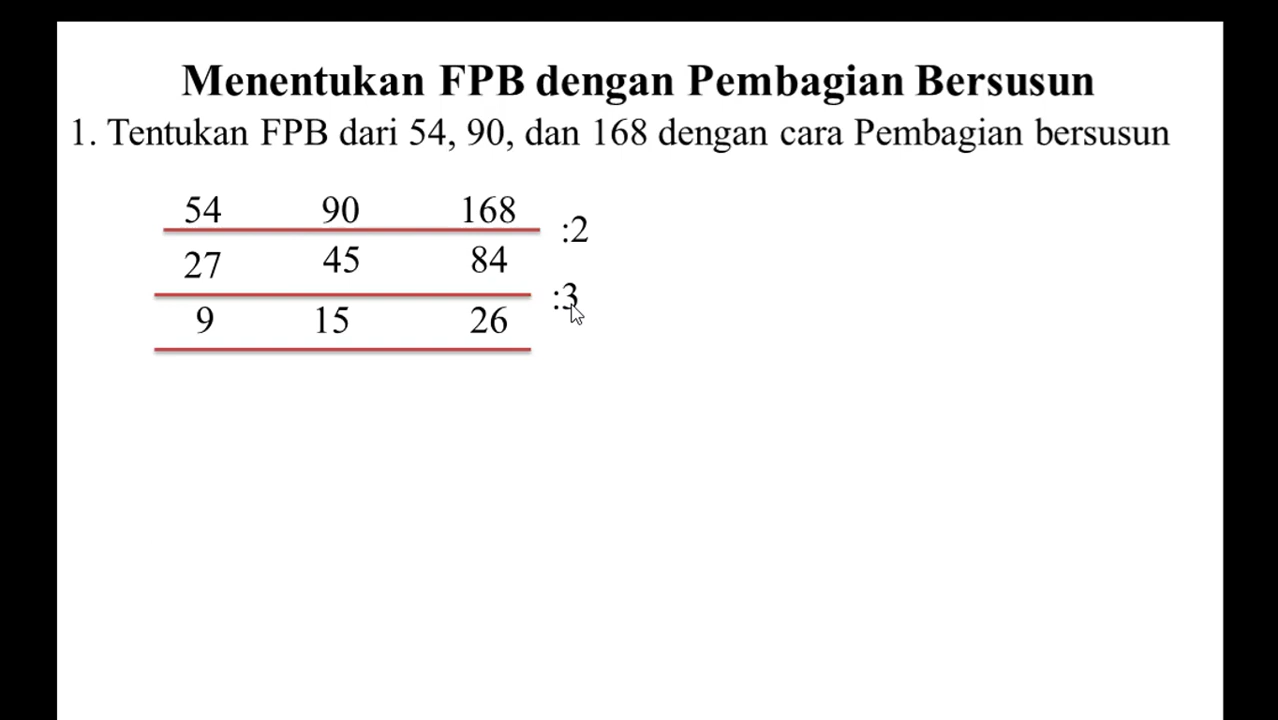 Menentukan FPB dengan Pembagian Bersusun
1. Tentukan FPB dari 54, 90, dan 168 dengan cara Pembagian bersusun
54 90 168 :2
27 45 84 :3
9 15 26